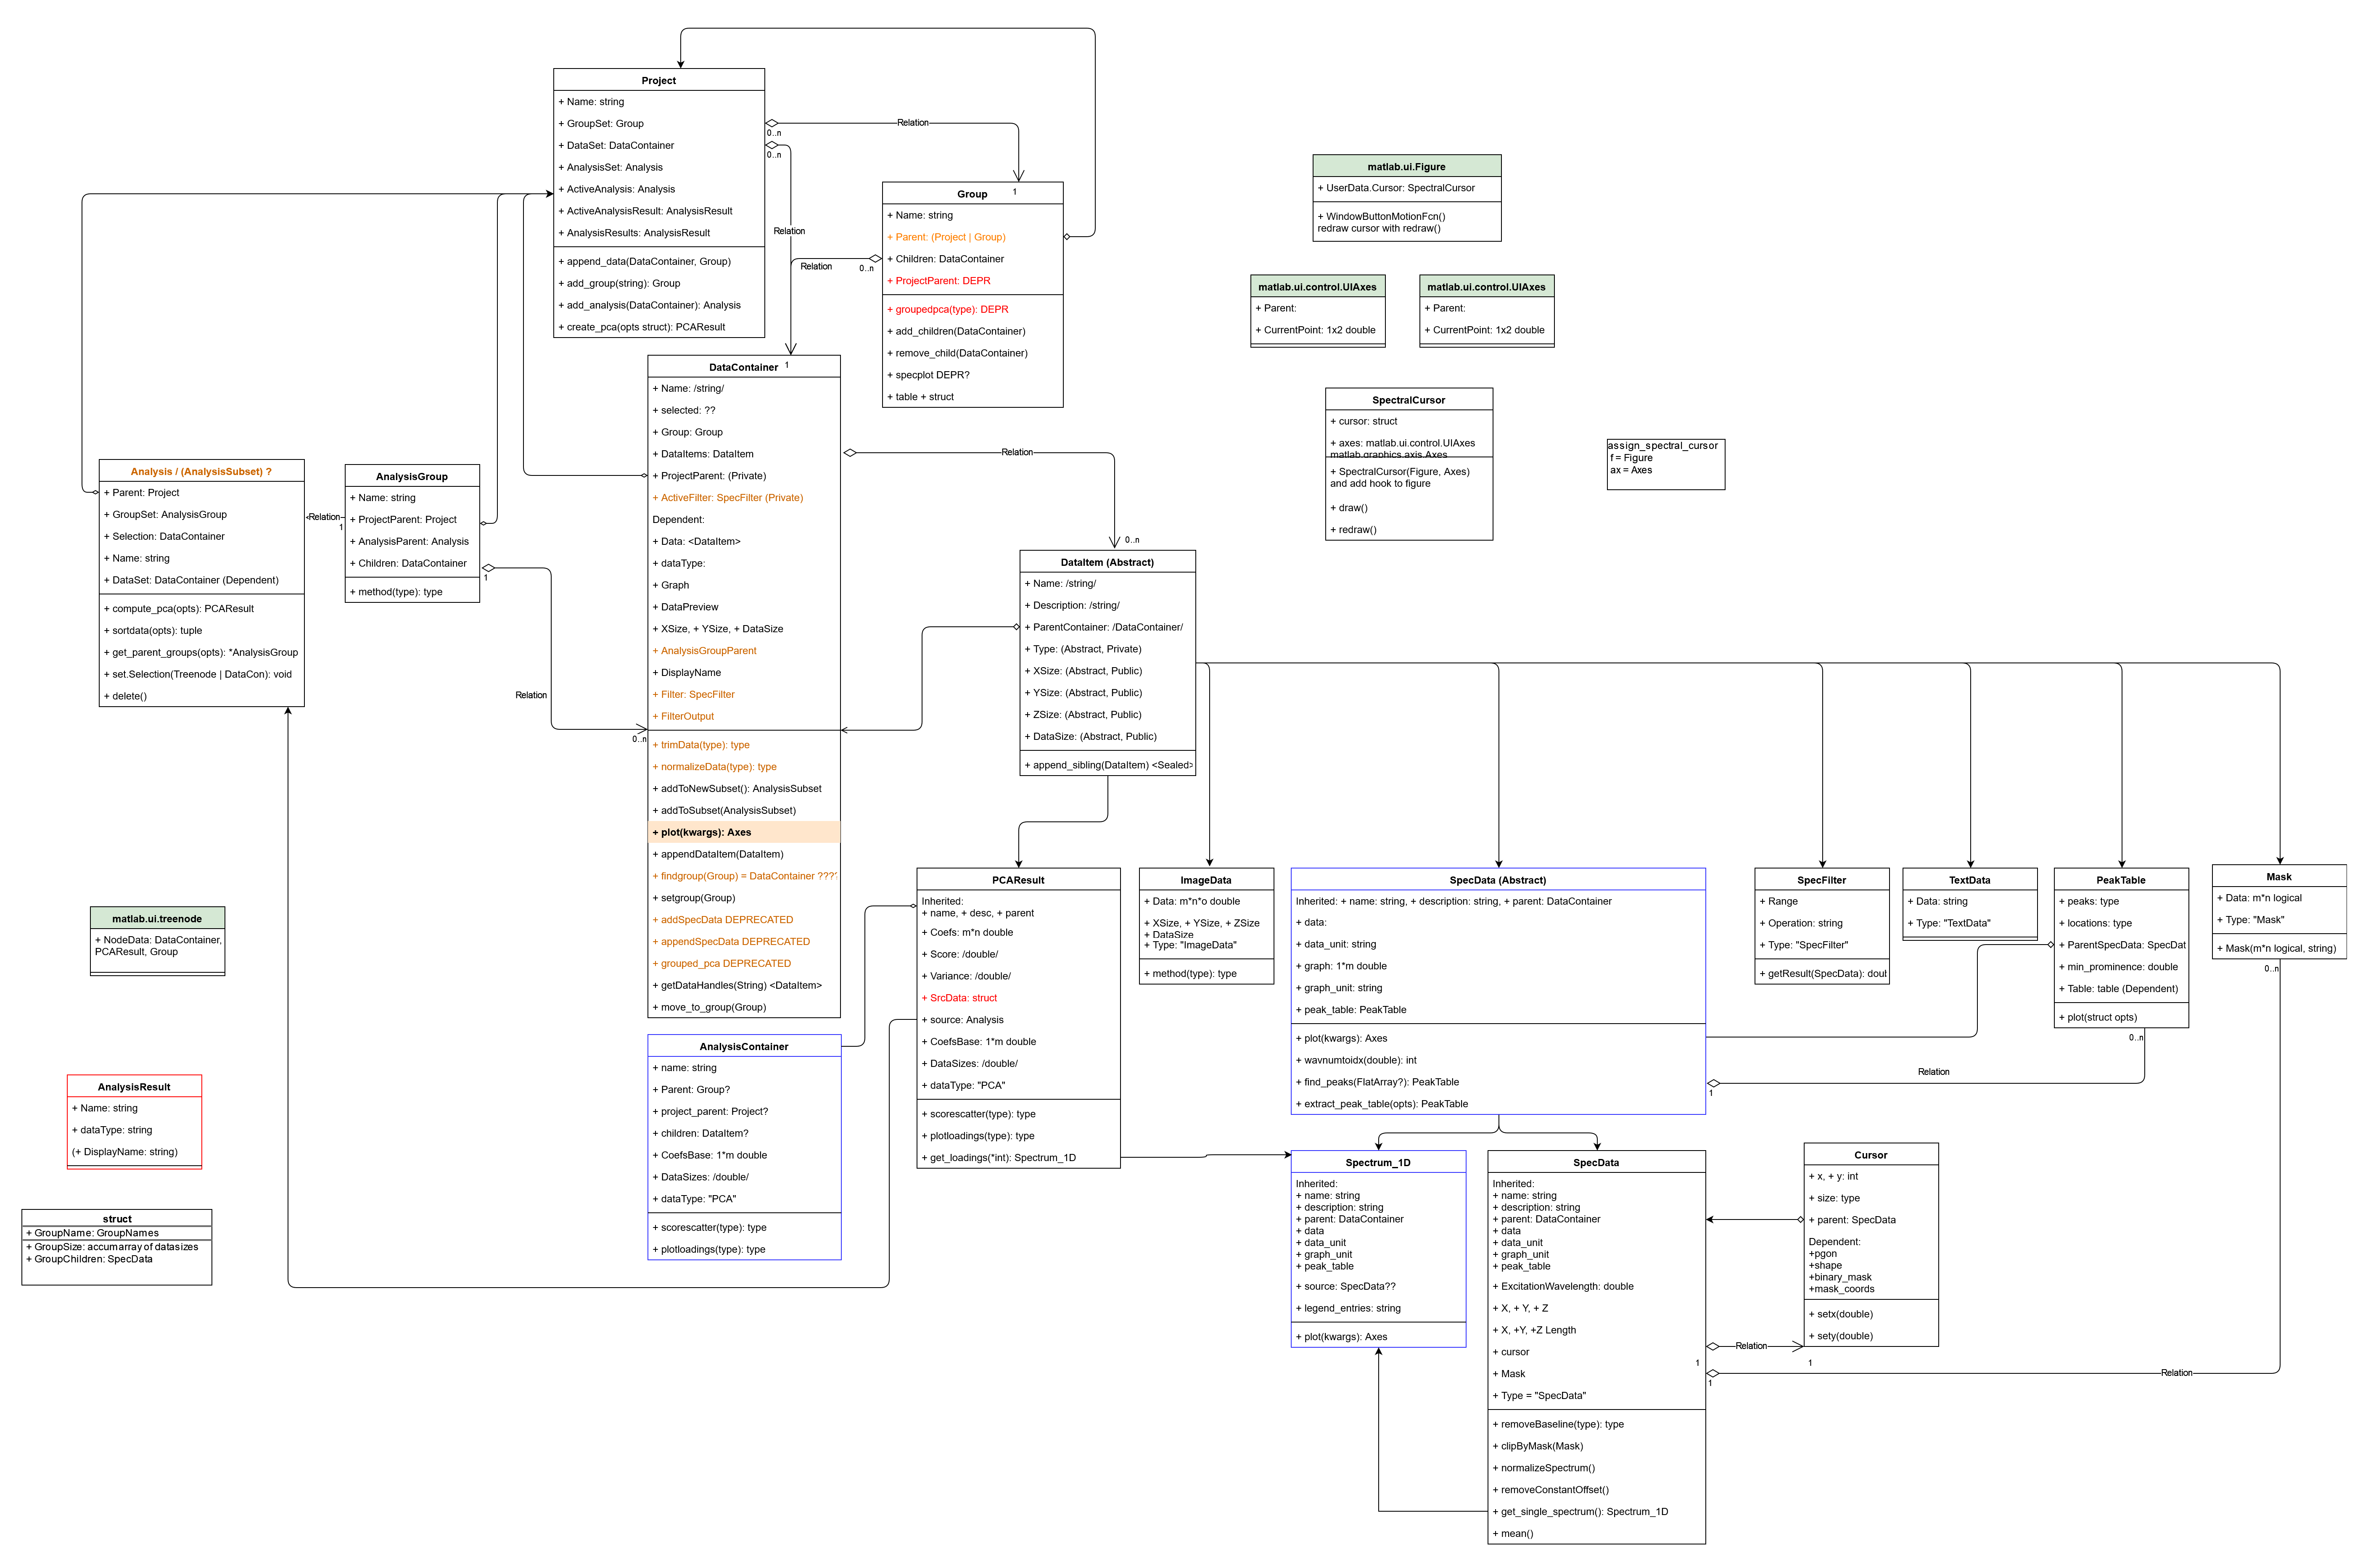 Project
+ Name: string
+ GroupSet: Group
+ DataSet: DataContainer
+ AnalysisSet: Analysis
+ ActiveAnalysis: Analysis
+ ActiveAnalysisResult: AnalysisResult
+ AnalysisResults: AnalysisResult
+ append_data(DataContainer, Group)
+ add_group(string): Group
+ add_analysis(DataContainer): Analysis
+ create_pca(opts struct): PCAResult
0..n
Relation
0..n
Relation
1
Group
+ Name: string
+ Parent: (Project | Group)
+ Children: DataContainer
+ ProjectParent: DEPR
+ groupedpca(type): DEPR
+ add_children(DataContainer)
+ remove_child(DataContainer)
+ specplot DEPR?
+ table + struct
0..n
Relation
matlab.ui.Figure
+ UserData.Cursor: SpectralCursor
+ WindowButtonMotionFcn()
redraw cursor with redraw()
matlab.ui.control.UIAxes
+ Parent:
+ CurrentPoint: 1x2 double
matlab.ui.control.UIAxes
+ Parent:
+ CurrentPoint: 1x2 double
SpectralCursor
+ cursor: struct
+ axes: matlab.ui.control.UIAxes
matlab.graphics.axis.Axes
+ SpectralCursor(Figure, Axes)
and add hook to figure
+ draw()
+ redraw()
assign_spectral_cursor
f = Figure
ax = Axes
Analysis / (AnalysisSubset) ?
+ Parent: Project
+ GroupSet: AnalysisGroup
+ Selection: DataContainer
+ Name: string
+ DataSet: DataContainer (Dependent)
+ compute_pca(opts): PCAResult
+ sortdata(opts): tuple
+ get_parent_groups(opts): *AnalysisGroup
+ set.Selection(Treenode | DataCon): void
+ delete()
Relation
1
AnalysisGroup
+ Name: string
+ ProjectParent: Project
+ AnalysisParent: Analysis
+ Children: DataContainer
+ method(type): type
1
Relation
0..n
DataContainer
1
+ Name: /string/
+ selected: ??
+ Group: Group
+ DataItems: DataItem
+ ProjectParent: (Private)
+ ActiveFilter: SpecFilter (Private)
Dependent:
+ Data: <DataItem>
+ dataType:
+ Graph
+ DataPreview
+ XSize, + YSize, + DataSize
+ AnalysisGroupParent
+ DisplayName
+ Filter: SpecFilter
+ FilterOutput
+ trimData(type): type
+ normalizeData(type): type
+ addToNewSubset(): AnalysisSubset
+ addToSubset(AnalysisSubset)
+ plot(kwargs): Axes
+ appendDataItem(DataItem)
+ findgroup(Group) = DataContainer ????
+ setgroup(Group)
+ addSpecData DEPRECATED
+ appendSpecData DEPRECATED
+ grouped_pca DEPRECATED
+ getDataHandles(String) <DataItem>
+ move_to_group(Group)
Relation
0..n
DataItem (Abstract)
+ Name: /string/
+ Description: /string/
+ ParentContainer: /DataContainer/
+ Type: (Abstract, Private)
+ XSize: (Abstract, Public)
+ YSize: (Abstract, Public)
+ ZSize: (Abstract, Public)
+ DataSize: (Abstract, Public)
+ append_sibling(DataItem) <Sealed>
matlab.ui.treenode
+ NodeData: DataContainer,
PCAResult, Group
AnalysisResult
+ Name: string
+ dataType: string
(+ DisplayName: string)
struct
+ GroupName: GroupNames
+ GroupSize: accumarray of datasizes
+ GroupChildren: SpecData
AnalysisContainer
+ name: string
+ Parent: Group?
+ project_parent: Project?
+ children: DataItem?
+ CoefsBase: 1*m double
+ DataSizes: /double/
+ dataType: "PCA"
+ scorescatter(type): type
+ plotloadings(type): type
PCAResult
Inherited:
+ name, + desc, + parent
+ Coefs: m*n double
+ Score: /double/
+ Variance: /double/
+ SrcData: struct
+ source: Analysis
+ CoefsBase: 1*m double
+ DataSizes: /double/
+ dataType: "PCA"
+ scorescatter(type): type
+ plotloadings(type): type
+ get_loadings(*int): Spectrum_1D
ImageData
+ Data: m*n*o double
+ XSize, + YSize, + ZSize
+ DataSize
+ Type: "ImageData"
+ method(type): type
SpecData (Abstract)
Inherited: + name: string, + description: string, + parent: DataContainer
+ data:
+ data_unit: string
+ graph: 1*m double
+ graph_unit: string
+ peak_table: PeakTable
+ plot(kwargs): Axes
+ wavnumtoidx(double): int
+ find_peaks(FlatArray?): PeakTable
+ extract_peak_table(opts): PeakTable
SpecFilter
+ Range
+ Operation: string
+ Type: "SpecFilter"
+ getResult(SpecData): doub
TextData
+ Data: string
+ Type: "TextData"
PeakTable
+ peaks: type
+ locations: type
+ ParentSpecData: SpecDat
+ min_prominence: double
+ Table: table (Dependent)
+ plot(struct opts)
0..n
Relation
1
Mask
+ Data: m*n logical
+ Type: "Mask"
+ Mask(m*n logical, string)
0..n
Spectrum_1D
Inherited:
+ name: string
+ description: string
+ parent: DataContainer
+ data
+ data_unit
+ graph_unit
+ peak_table
+ source: SpecData??
+ legend_entries: string
+ plot(kwargs): Axes
SpecData
Inherited:
+ name: string
+ description: string
+ parent: DataContainer
+ data
+ data_unit
+ graph_unit
+ peak_table
+ ExcitationWavelength: double
+ X, + Y, + Z
+ X, +Y, +Z Length
+ cursor
+ Mask
+ Type = "SpecData"
+ removeBaseline(type): type
+ clipByMask(Mask)
+ normalizeSpectrum()
+ removeConstantOffset()
+ get_single_spectrum(): Spectrum_1D
+ mean()
Cursor
+ x, + y: int
+ size: type
+ parent: SpecData
Dependent:
+pgon
+shape
+binary_mask
+mask_coords
+ setx(double)
+ sety(double)
Relation
1
1
Relation
1